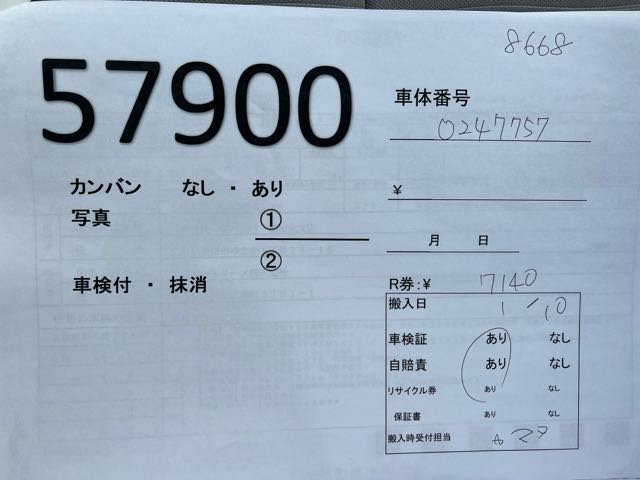 8668
57900
車体番号
0247757
カンバン なし ・ あり
¥
写真 ①
②
月 日
車検付 ・ 抹消
R券:¥ 7140
搬入日 1/10
車検証 あり なし
自賠責 あり なし
リサイクル券 あり なし
保証書 あり なし
搬入時受付担当